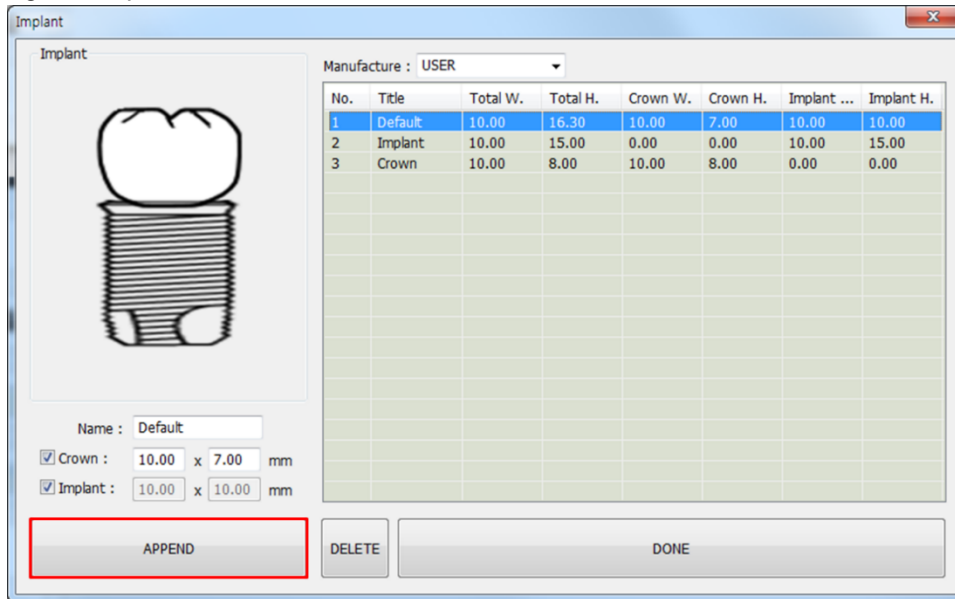 Implant
Implant
Manufacture : USER
No. Title Total W. Total H. Crown W. Crown H. Implant ... Implant H.
1 Default 10.00 16.30 10.00 7.00 10.00 10.00
2 Implant 10.00 15.00 0.00 0.00 10.00 15.00
3 Crown 10.00 8.00 10.00 8.00 0.00 0.00
Name : Default
Crown : 10.00 x 7.00 mm
Implant : 10.00 x 10.00 mm
APPEND DELETE DONE